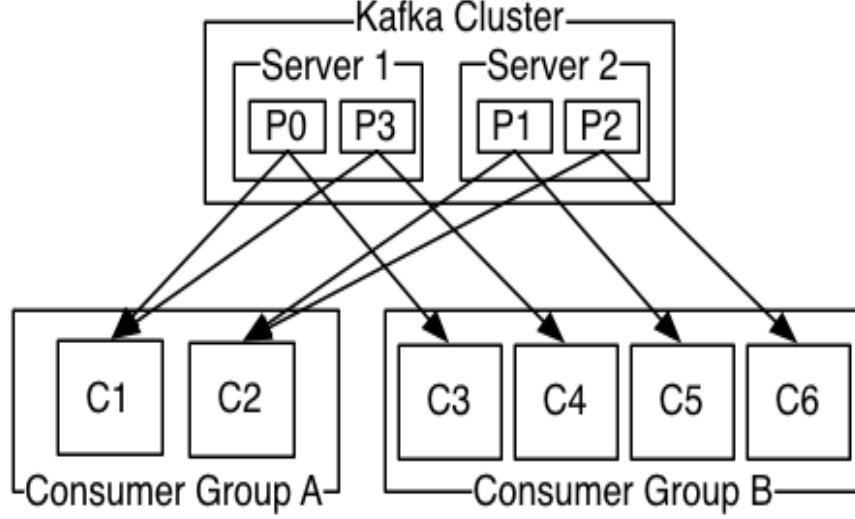 Kafka Cluster
Server 1 Server 2
P0 P3 P1 P2
C1 C2 C3 C4 C5 C6
Consumer Group A Consumer Group B